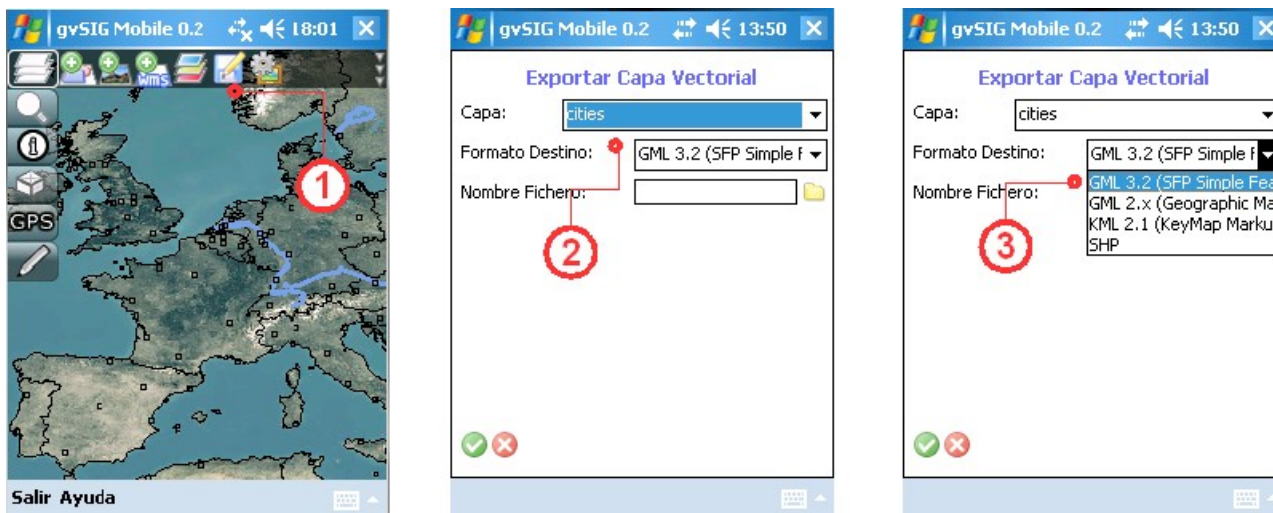 gvSIG Mobile 0.2 18:01
wms
GPS
1
Salir Ayuda
gvSIG Mobile 0.2 13:50
Exportar Capa Vectorial
Capa: cities
Formato Destino: GML 3.2 (SFP Simple F
Nombre Fichero:
2
gvSIG Mobile 0.2 13:50
Exportar Capa Vectorial
Capa: cities
Formato Destino: GML 3.2 (SFP Simple F
Nombre Fichero: GML 3.2 (SFP Simple Fea
GML 2.x (Geographic Ma
KML 2.1 (KeyMap Marku
SHP
3